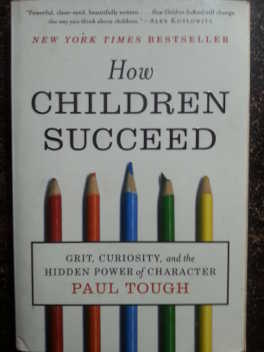 "Powerful, clear-eyed, beautifully written . . . How Children Succeed will change
the way you think about children." —ALEX KOTLOWITZ
NEW YORK TIMES BESTSELLER
How
CHILDREN
SUCCEED
GRIT, CURIOSITY, and the
HIDDEN POWER of CHARACTER
PAUL TOUGH